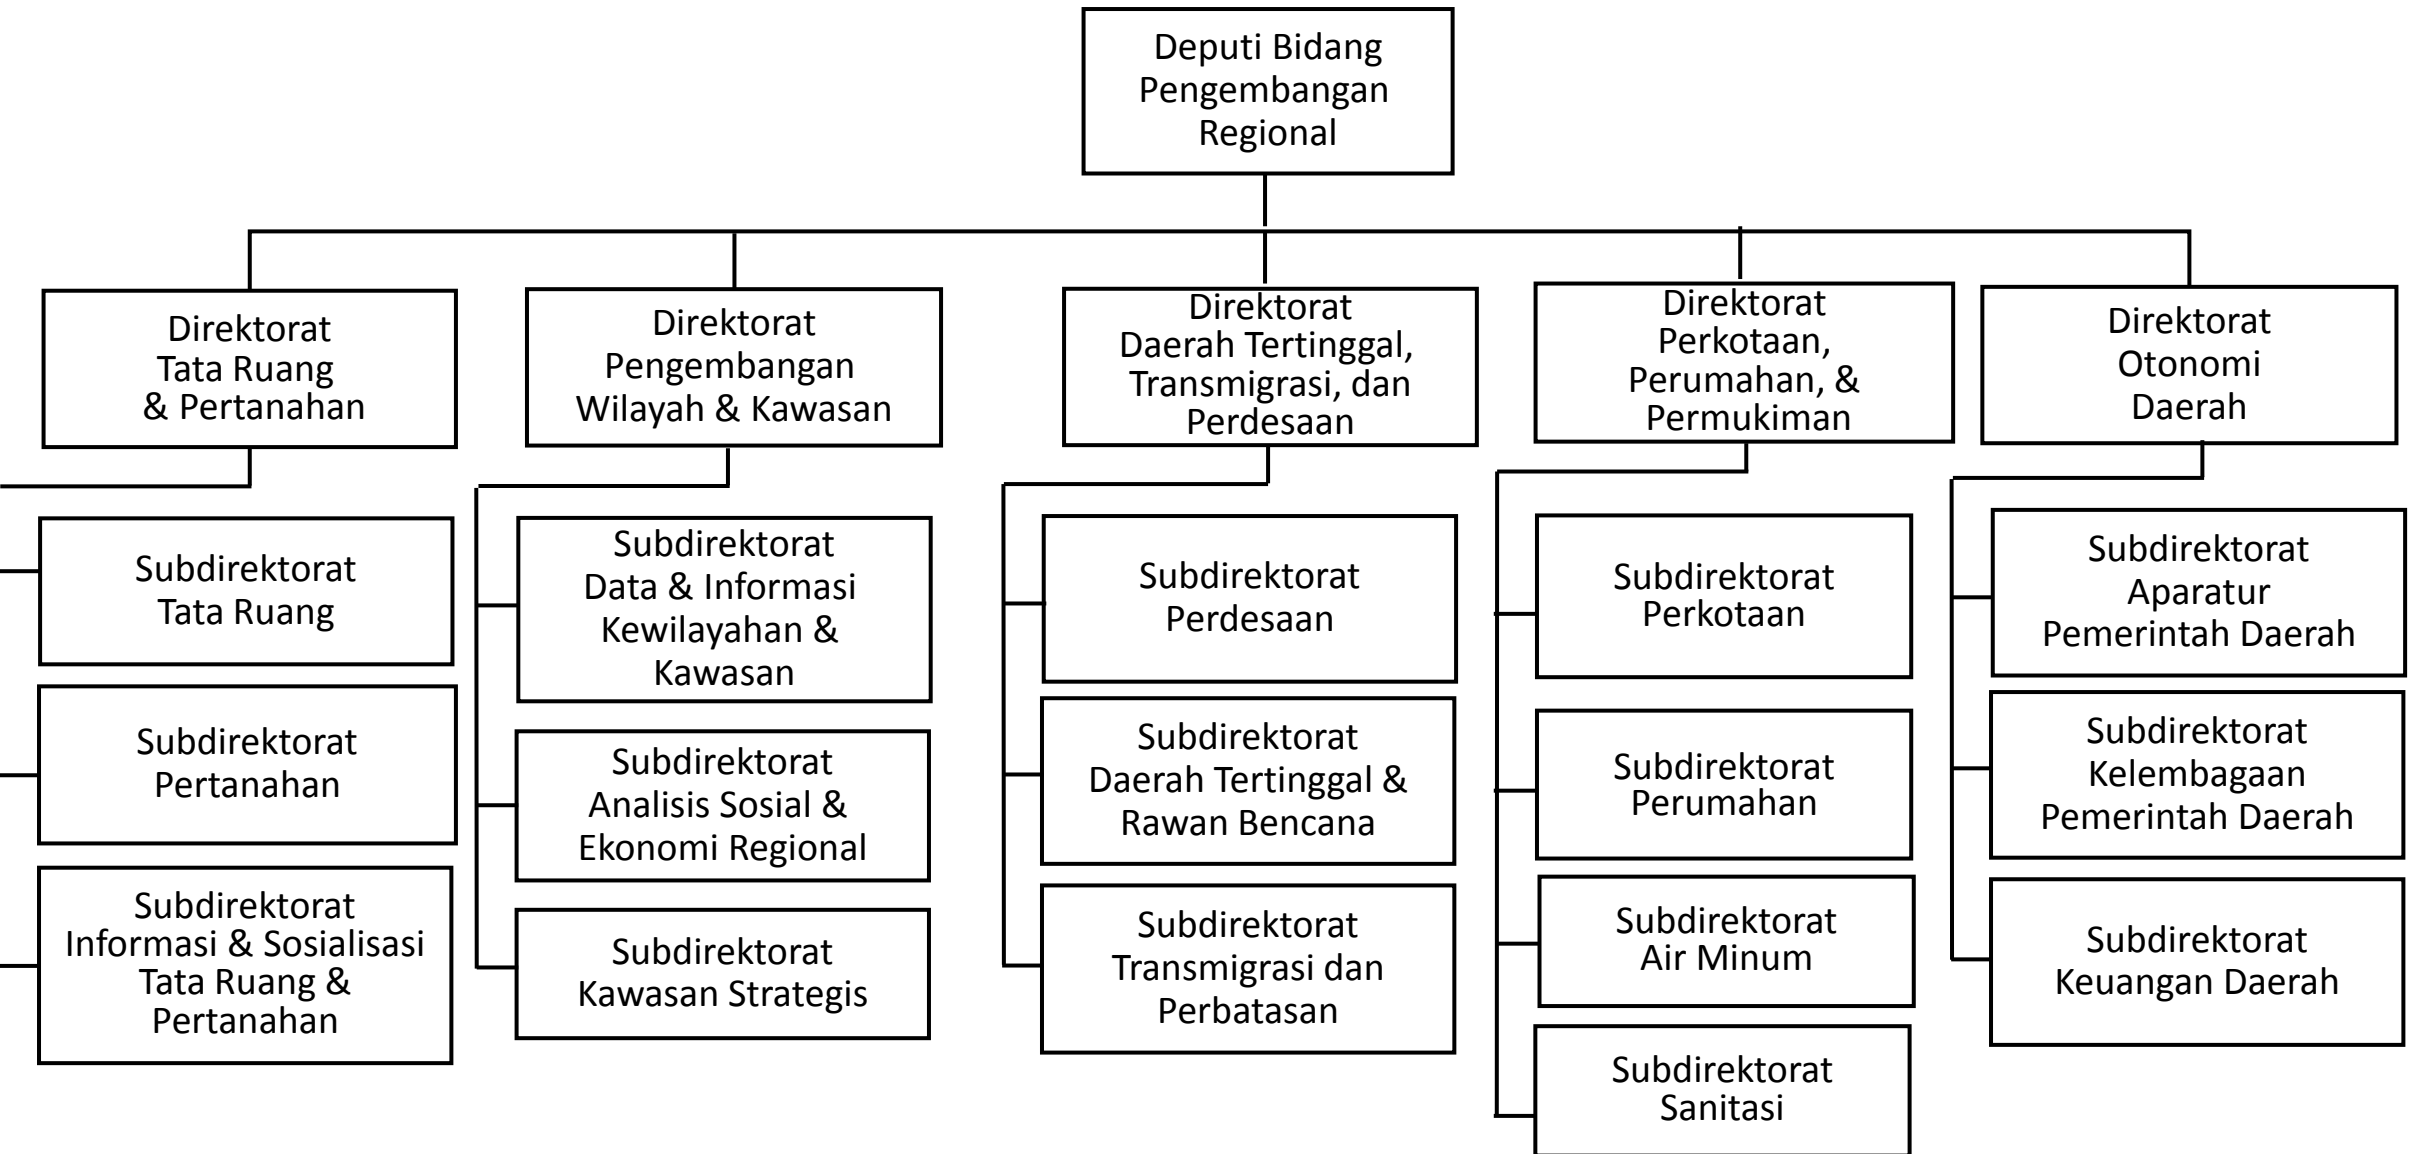 Deputi Bidang
Pengembangan
Regional
Direktorat
Tata Ruang
& Pertanahan
Direktorat
Pengembangan
Wilayah & Kawasan
Direktorat
Daerah Tertinggal,
Transmigrasi, dan
Perdesaan
Direktorat
Perkotaan,
Perumahan, &
Permukiman
Direktorat
Otonomi
Daerah
Subdirektorat
Tata Ruang
Subdirektorat
Pertanahan
Subdirektorat
Informasi & Sosialisasi
Tata Ruang &
Pertanahan
Subdirektorat
Data & Informasi
Kewilayahan &
Kawasan
Subdirektorat
Analisis Sosial &
Ekonomi Regional
Subdirektorat
Kawasan Strategis
Subdirektorat
Perdesaan
Subdirektorat
Daerah Tertinggal &
Rawan Bencana
Subdirektorat
Transmigrasi dan
Perbatasan
Subdirektorat
Perkotaan
Subdirektorat
Perumahan
Subdirektorat
Air Minum
Subdirektorat
Sanitasi
Subdirektorat
Aparatur
Pemerintah Daerah
Subdirektorat
Kelembagaan
Pemerintah Daerah
Subdirektorat
Keuangan Daerah